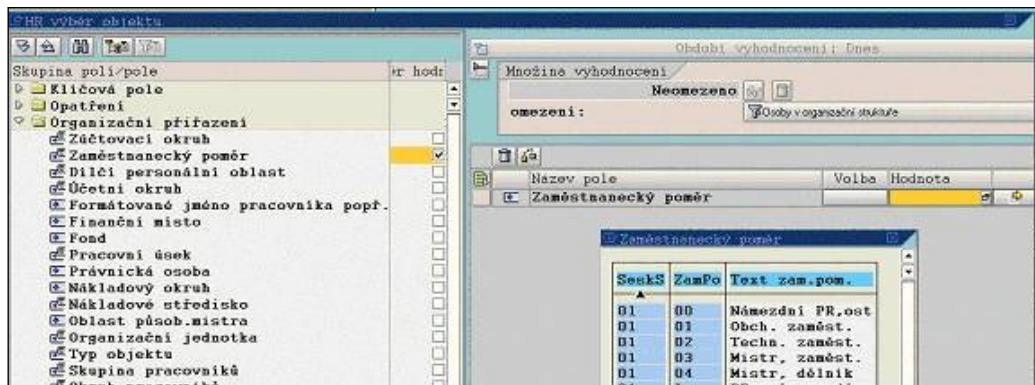 HR výběr objektu
Skupina polí/pole
hodn
Klíčová pole
Opatření
Organizační přiřazení
Zúčtovací okruh
Zaměstnanecký poměr
Dílčí personální oblast
Účetní okruh
Formátované jméno pracovníka popř.
Finanční místo
Fond
Pracovní úsek
Právnická osoba
Nákladový okruh
Nákladové středisko
Oblast působ.mistra
Organizační jednotka
Typ objektu
Skupina pracovníků
Období vyhodnocení: Dnes
Množina vyhodnocení
Neomezeno
omezení:
Osoby v organizační struktuře
Název pole Volba Hodnota
Zaměstnanecký poměr
Zaměstnanecký poměr
SeskS ZamPo Text zam.pom.
01 00 Námezdní PR,ost
01 01 Obch. zaměst.
01 02 Techn. zaměst.
01 03 Mistr, zaměst.
01 04 Mistr, dělník